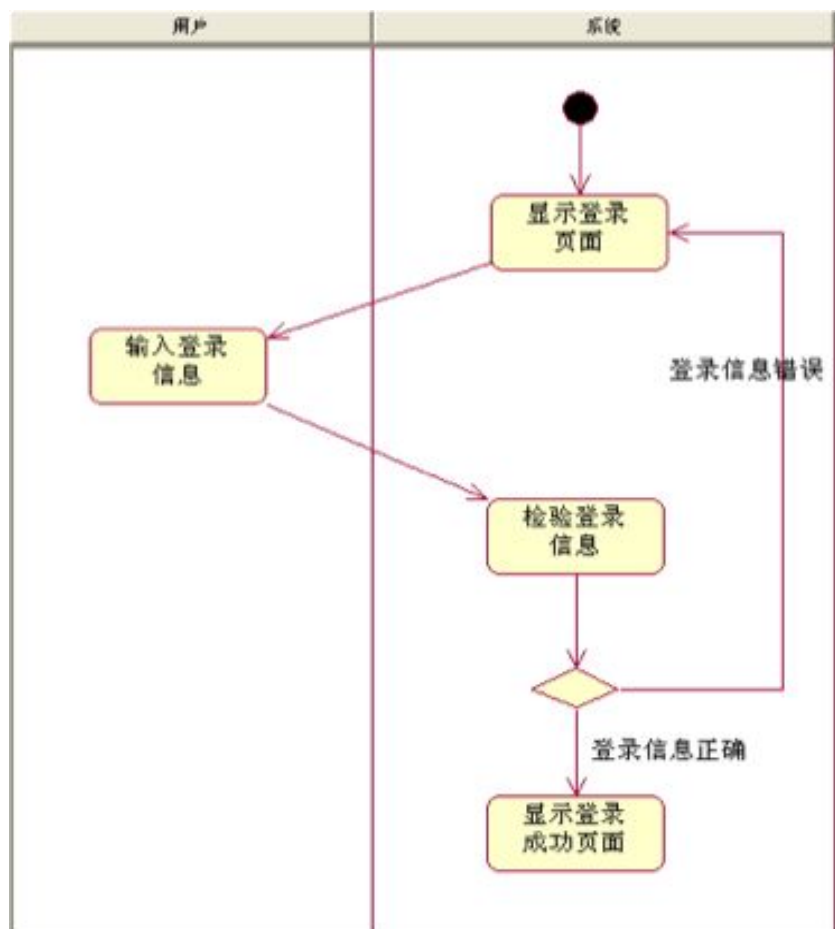 用户
系统
显示登录
页面
输入登录
信息
登录信息错误
检验登录
信息
登录信息正确
显示登录
成功页面